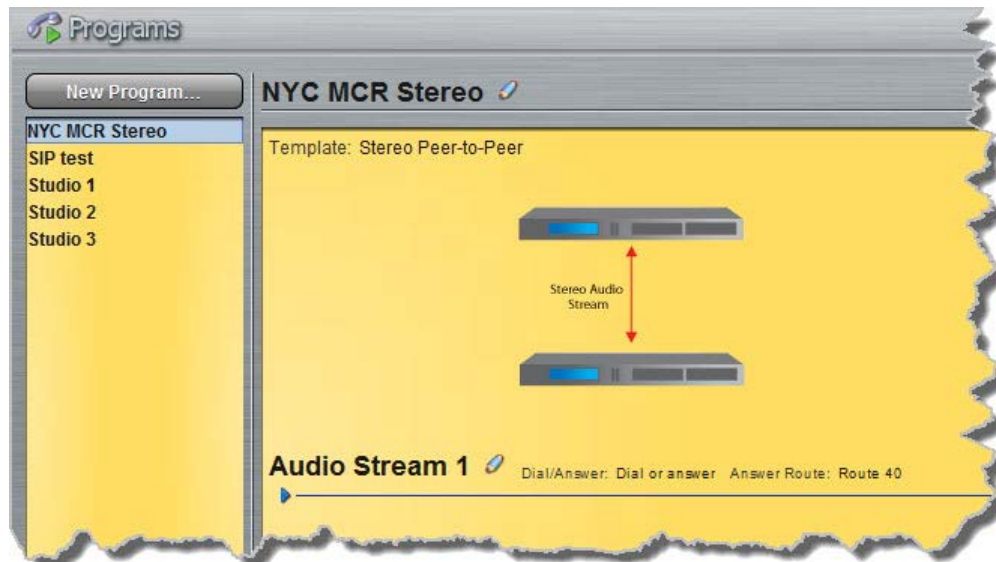 Programs
New Program...
NYC MCR Stereo
SIP test
Studio 1
Studio 2
Studio 3
NYC MCR Stereo
Template: Stereo Peer-to-Peer
Stereo Audio
Stream
Audio Stream 1 Dial/Answer: Dial or answer Answer Route: Route 40